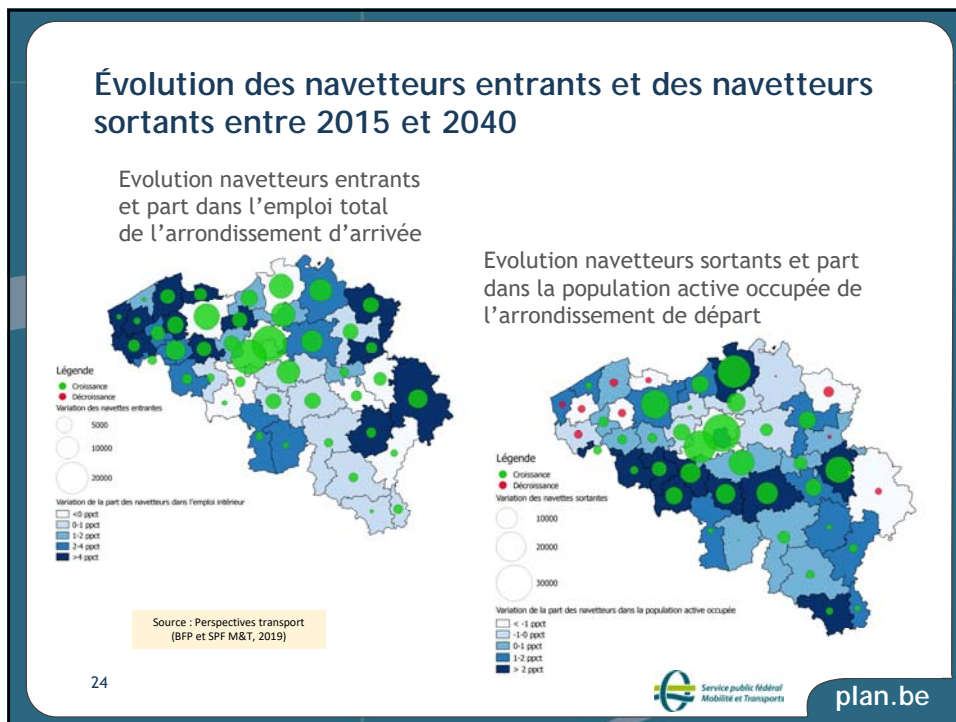 Évolution des navetteurs entrants et des navetteurs
sortants entre 2015 et 2040
Evolution navetteurs entrants
et part dans l'emploi total
de l'arrondissement d'arrivée
Légende
Croissance
Décroissance
Variation des navettes entrantes
5000
10000
20000
Variation de la part des navetteurs dans l'emploi intérieur
<0 ppct
0-1 ppct
1-2 ppct
2-4 ppct
>4 ppct
Evolution navetteurs sortants et part
dans la population active occupée de
l'arrondissement de départ
Légende
Croissance
Décroissance
Variation des navettes sortantes
10000
20000
30000
Variation de la part des navetteurs dans la population active occupée
< -1 ppct
-1-0 ppct
0-1 ppct
1-2 ppct
> 2 ppct
Source : Perspectives transport
(BFP et SPF M&T, 2019)
24
Service public fédéral
Mobilité et Transports
plan.be